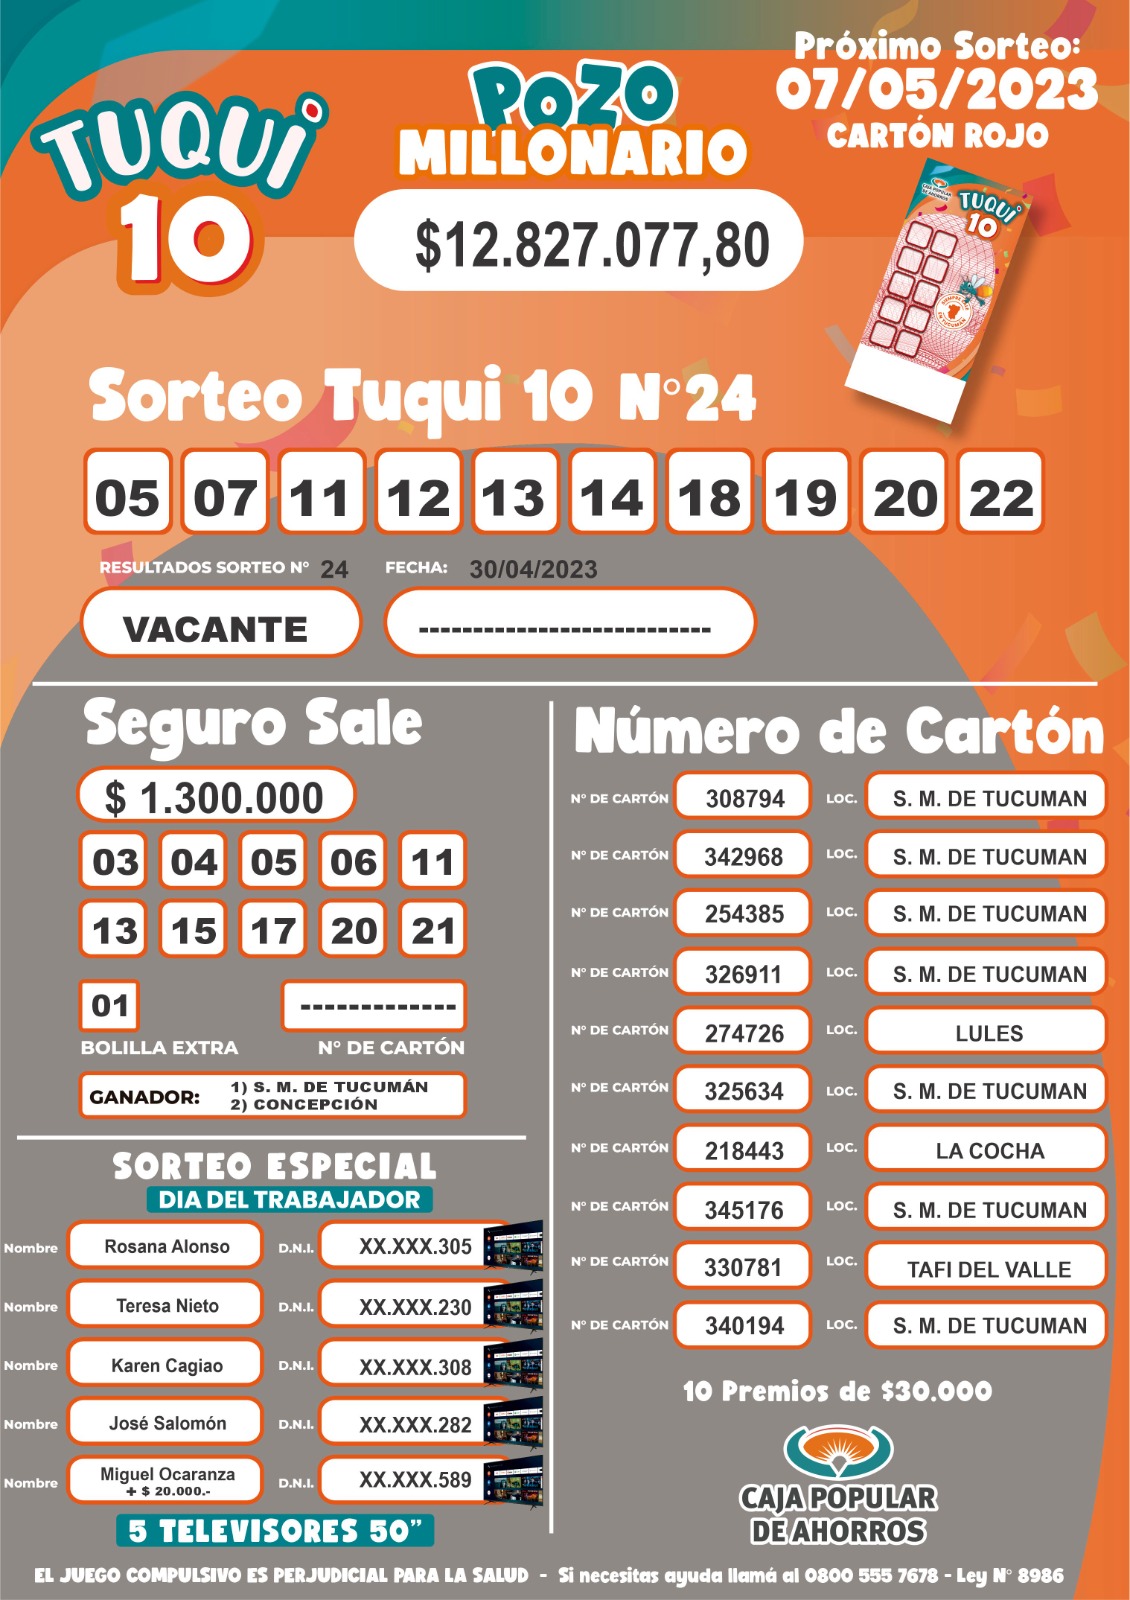 Próximo Sorteo:
07/05/2023
CARTÓN ROJO
TUQUI
10
POZO
MILLONARIO
$12.827.077,80
CAJA POPULAR
DE AHORROS
TUQUI
10
SIEMPRE SALE
EN TUCUMÁN
Sorteo Tuqui 10 N°24
05 07 11 12 13 14 18 19 20 22
RESULTADOS SORTEO N° 24 FECHA: 30/04/2023
VACANTE ---------------------------
Seguro Sale
$ 1.300.000
03 04 05 06 11
13 15 17 20 21
01 -------------
BOLILLA EXTRA N° DE CARTÓN
GANADOR: 1) S. M. DE TUCUMÁN
2) CONCEPCIÓN
SORTEO ESPECIAL
DIA DEL TRABAJADOR
Nombre Rosana Alonso D.N.I. XX.XXX.305
Nombre Teresa Nieto D.N.I. XX.XXX.230
Nombre Karen Cagiao D.N.I. XX.XXX.308
Nombre José Salomón D.N.I. XX.XXX.282
Nombre Miguel Ocaranza D.N.I. XX.XXX.589
+ $ 20.000.-
5 TELEVISORES 50”
Número de Cartón
N° DE CARTÓN 308794 LOC. S. M. DE TUCUMAN
N° DE CARTÓN 342968 LOC. S. M. DE TUCUMAN
N° DE CARTÓN 254385 LOC. S. M. DE TUCUMAN
N° DE CARTÓN 326911 LOC. S. M. DE TUCUMAN
N° DE CARTÓN 274726 LOC. LULES
N° DE CARTÓN 325634 LOC. S. M. DE TUCUMAN
N° DE CARTÓN 218443 LOC. LA COCHA
N° DE CARTÓN 345176 LOC. S. M. DE TUCUMAN
N° DE CARTÓN 330781 LOC. TAFI DEL VALLE
N° DE CARTÓN 340194 LOC. S. M. DE TUCUMAN
10 Premios de $30.000
CAJA POPULAR
DE AHORROS
EL JUEGO COMPULSIVO ES PERJUDICIAL PARA LA SALUD - Si necesitas ayuda llamá al 0800 555 7678 - Ley N° 8986